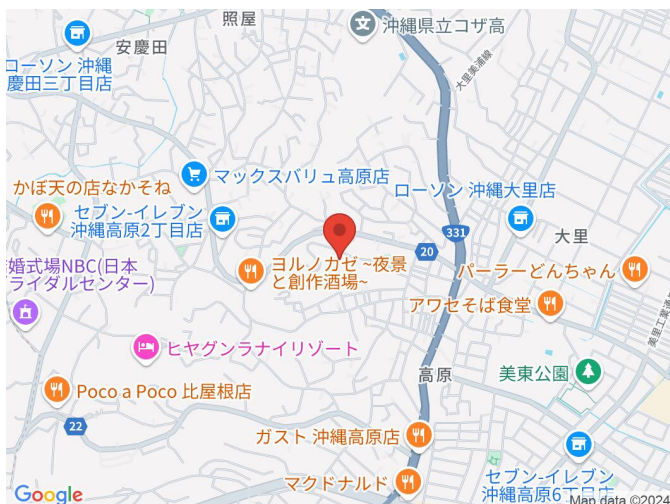 照屋
沖縄県立コザ高
安慶田
ローソン 沖縄
慶田三丁目店
大里美浦線
マックスバリュ高原店
かぼ天の店なかそね
セブン-イレブン
沖縄高原2丁目店
ローソン 沖縄大里店
331
20
大里
婚式場NBC(日本
ライダルセンター)
ヨルノカゼ ~夜景
と創作酒場~
パーラーどんちゃん
アワセそば食堂
美里工業通
ヒヤグンラナイリゾート
高原
美東公園
Poco a Poco 比屋根店
22
ガスト 沖縄高原店
マクドナルド
セブン-イレブン
沖縄高原6丁目店
Google
Map data ©2024